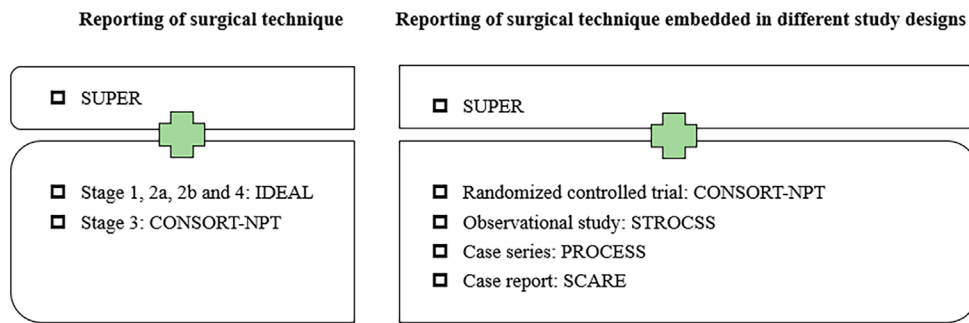 Reporting of surgical technique
SUPER
Stage 1, 2a, 2b and 4: IDEAL
Stage 3: CONSORT-NPT
Reporting of surgical technique embedded in different study designs
SUPER
Randomized controlled trial: CONSORT-NPT
Observational study: STROCSS
Case series: PROCESS
Case report: SCARE